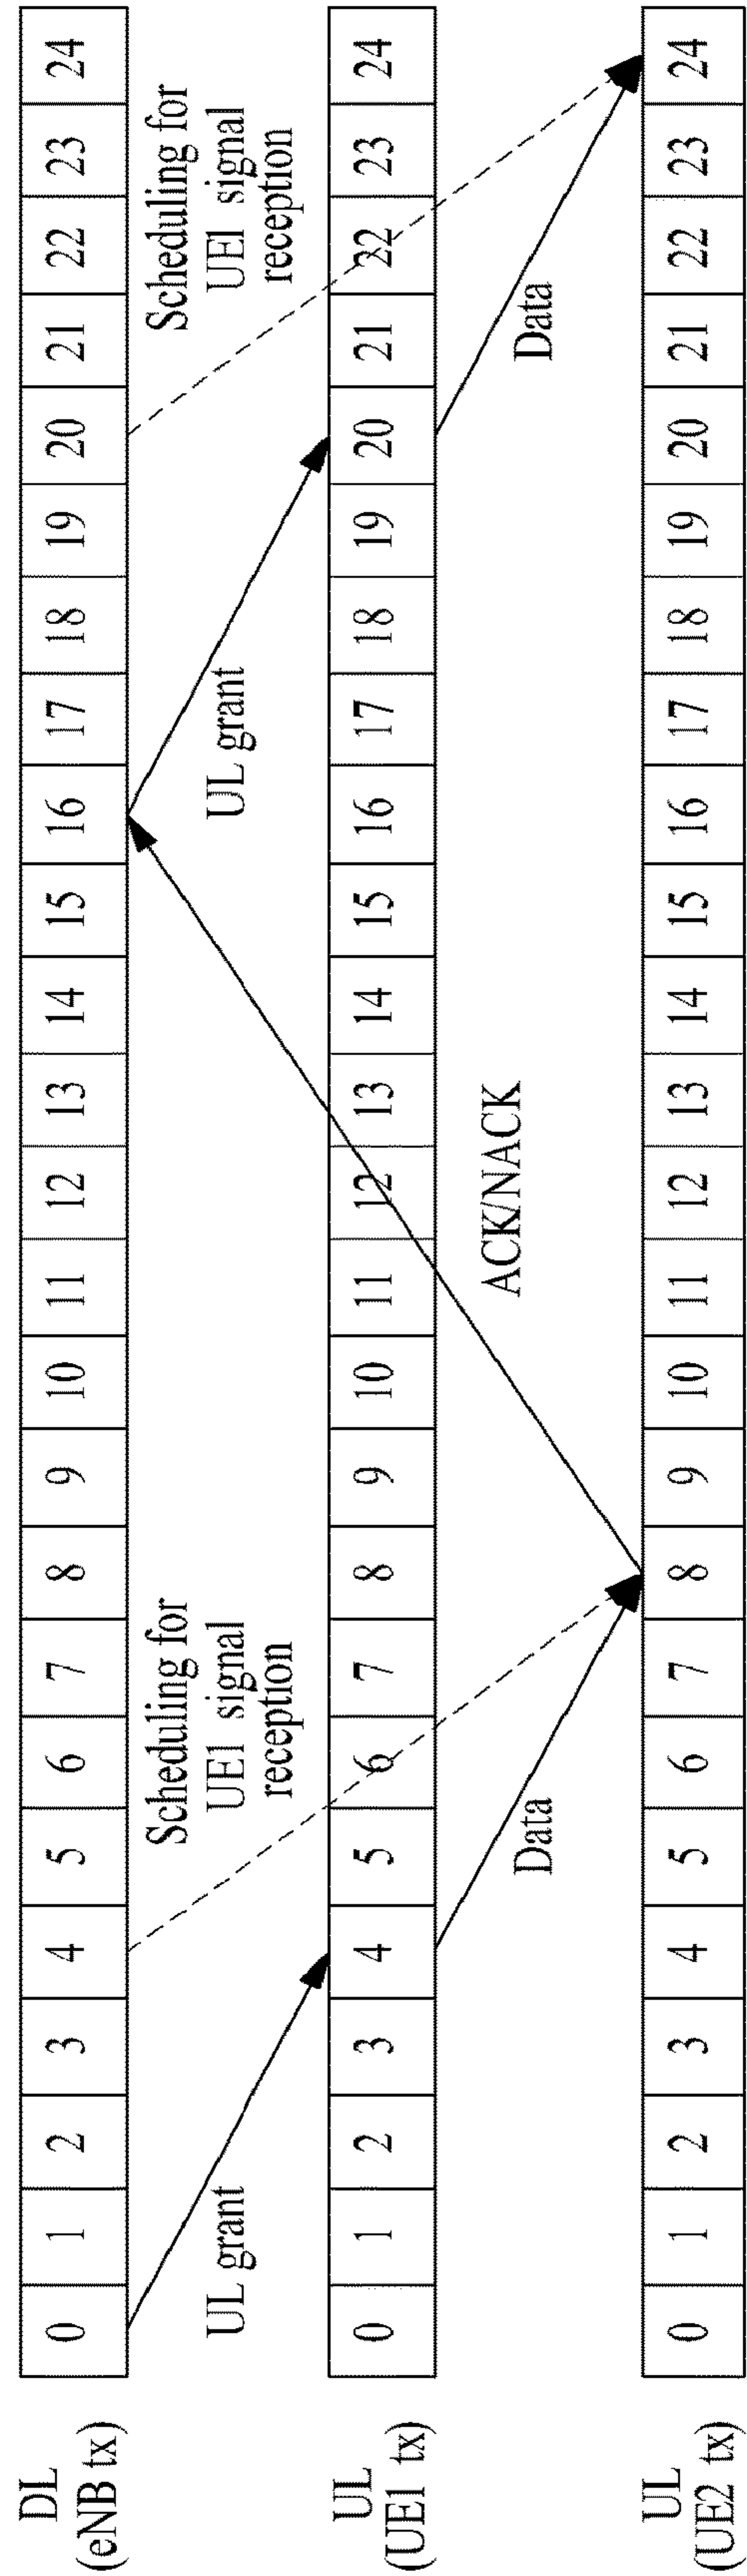 DL
(eNB tx)
0 1 2 3 4 5 6 7 8 9 10 11 12 13 14 15 16 17 18 19 20 21 22 23 24
UL grant
Scheduling for
UE1 signal
reception
UL grant
Scheduling for
UE1 signal
reception
UL
(UE1 tx)
0 1 2 3 4 5 6 7 8 9 10 11 12 13 14 15 16 17 18 19 20 21 22 23 24
Data
ACK/NACK
Data
UL
(UE2 tx)
0 1 2 3 4 5 6 7 8 9 10 11 12 13 14 15 16 17 18 19 20 21 22 23 24